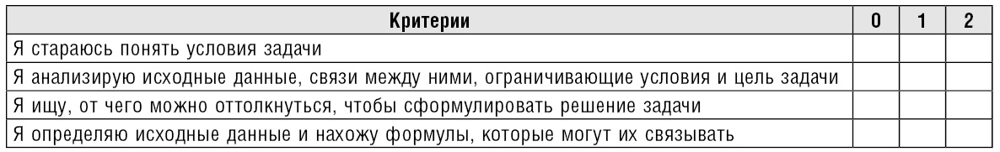 Критерии 0 1 2
Я стараюсь понять условия задачи
Я анализирую исходные данные, связи между ними, ограничивающие условия и цель задачи
Я ищу, от чего можно оттолкнуться, чтобы сформулировать решение задачи
Я определяю исходные данные и нахожу формулы, которые могут их связывать